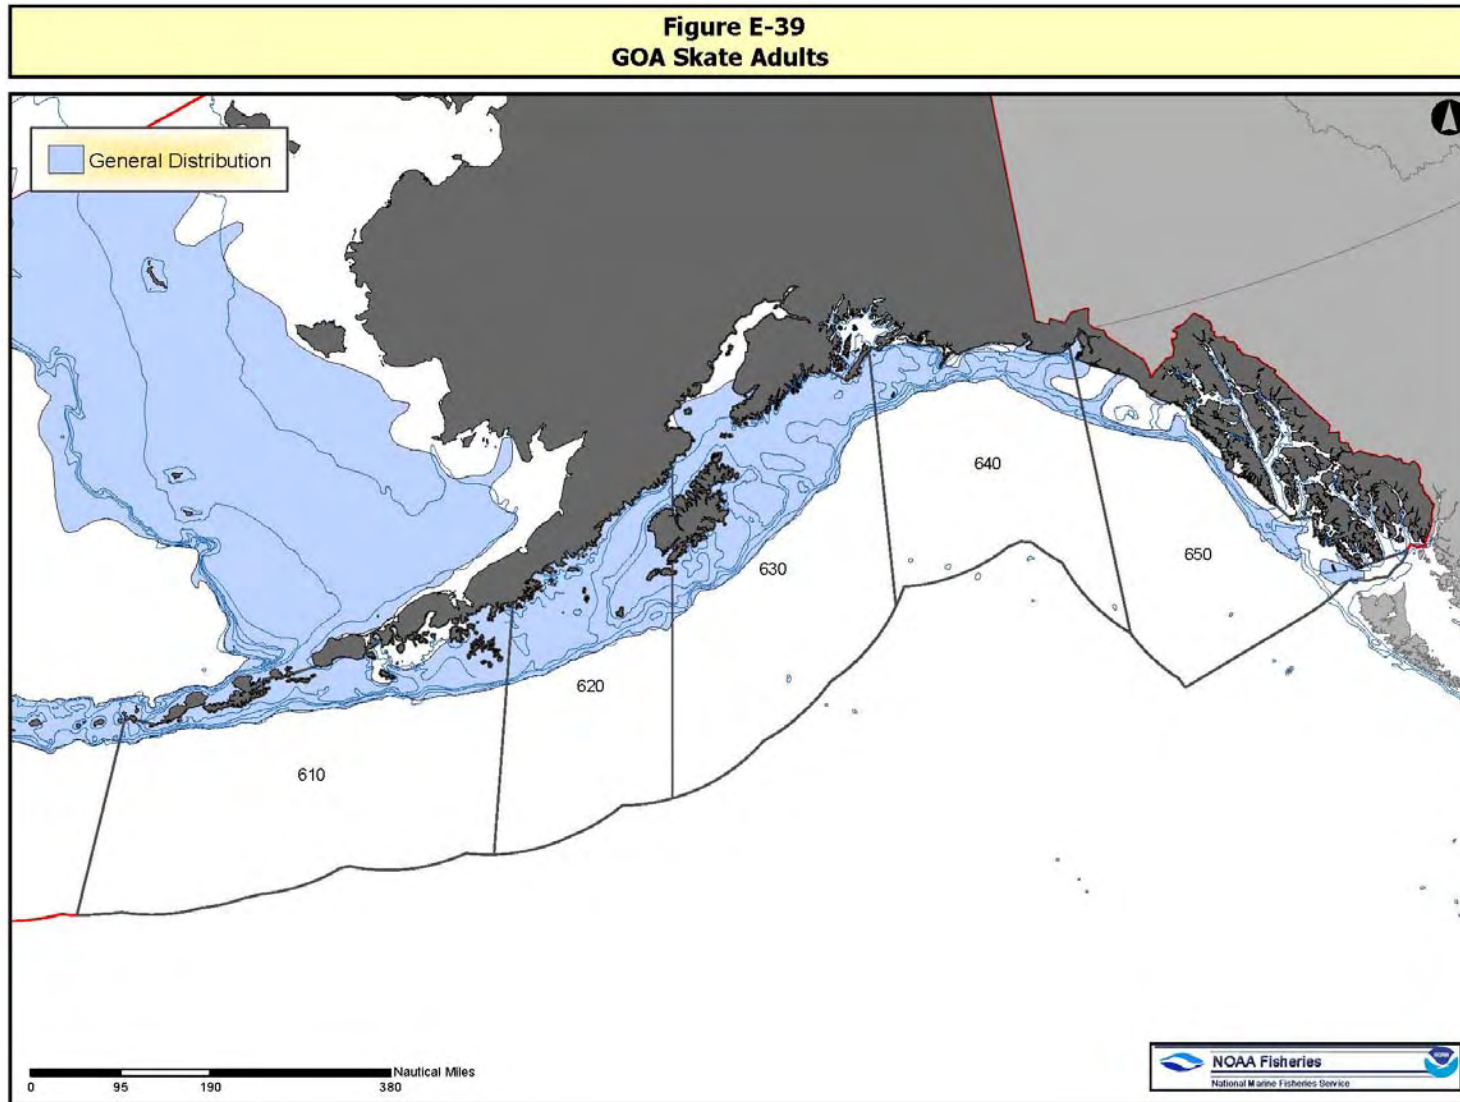 Figure E-39
GOA Skate Adults
General Distribution
640
650
630
620
610
Nautical Miles
0 95 190 380
NOAA Fisheries
National Marine Fisheries Service